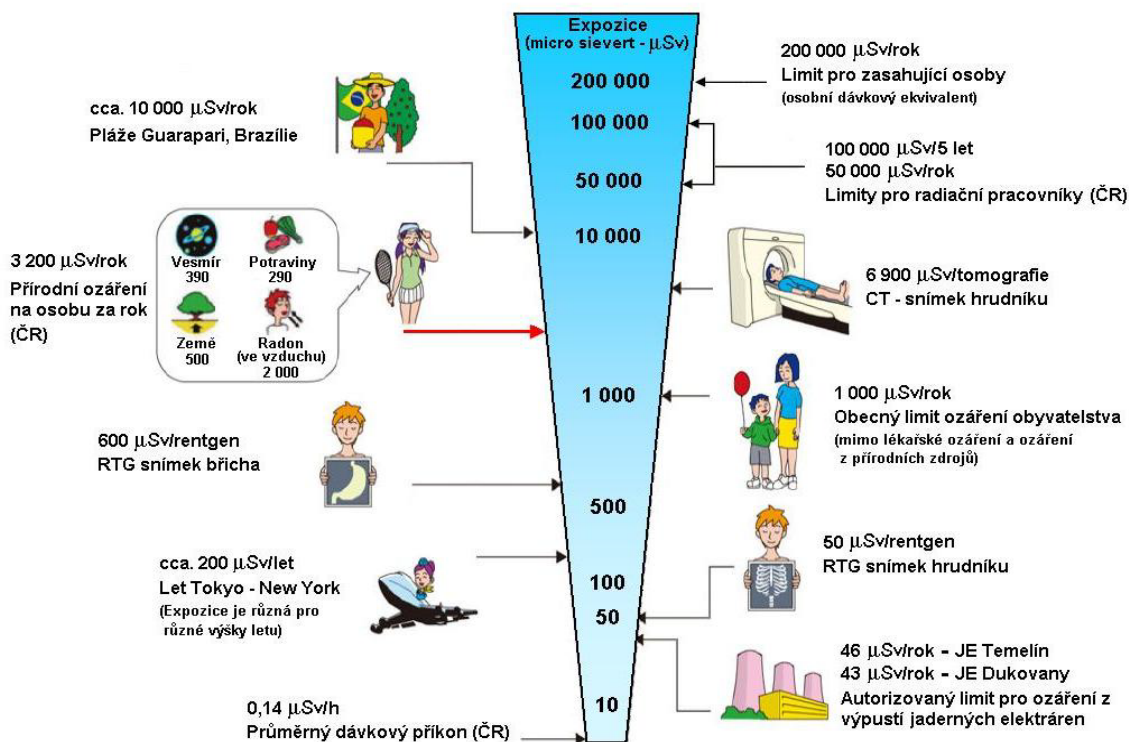 Expozice
(micro sievert - µSv)
200 000
100 000
50 000
10 000
1 000
500
100
50
10
cca. 10 000 µSv/rok
Pláže Guarapari, Brazílie
3 200 µSv/rok
Přírodní ozáření
na osobu za rok
(ČR)
Vesmír
390
Potraviny
290
Země
500
Radon
(ve vzduchu)
2 000
600 µSv/rentgen
RTG snímek břicha
cca. 200 µSv/let
Let Tokyo - New York
(Expozice je různá pro
různé výšky letu)
0,14 µSv/h
Průměrný dávkový příkon (ČR)
200 000 µSv/rok
Limit pro zasahující osoby
(osobní dávkový ekvivalent)
100 000 µSv/5 let
50 000 µSv/rok
Limity pro radiační pracovníky (ČR)
6 900 µSv/tomografie
CT - snímek hrudníku
1 000 µSv/rok
Obecný limit ozáření obyvatelstva
(mimo lékařské ozáření a ozáření
z přírodních zdrojů)
50 µSv/rentgen
RTG snímek hrudníku
46 µSv/rok - JE Temelín
43 µSv/rok - JE Dukovany
Autorizovaný limit pro ozáření z
výpustí jaderných elektráren